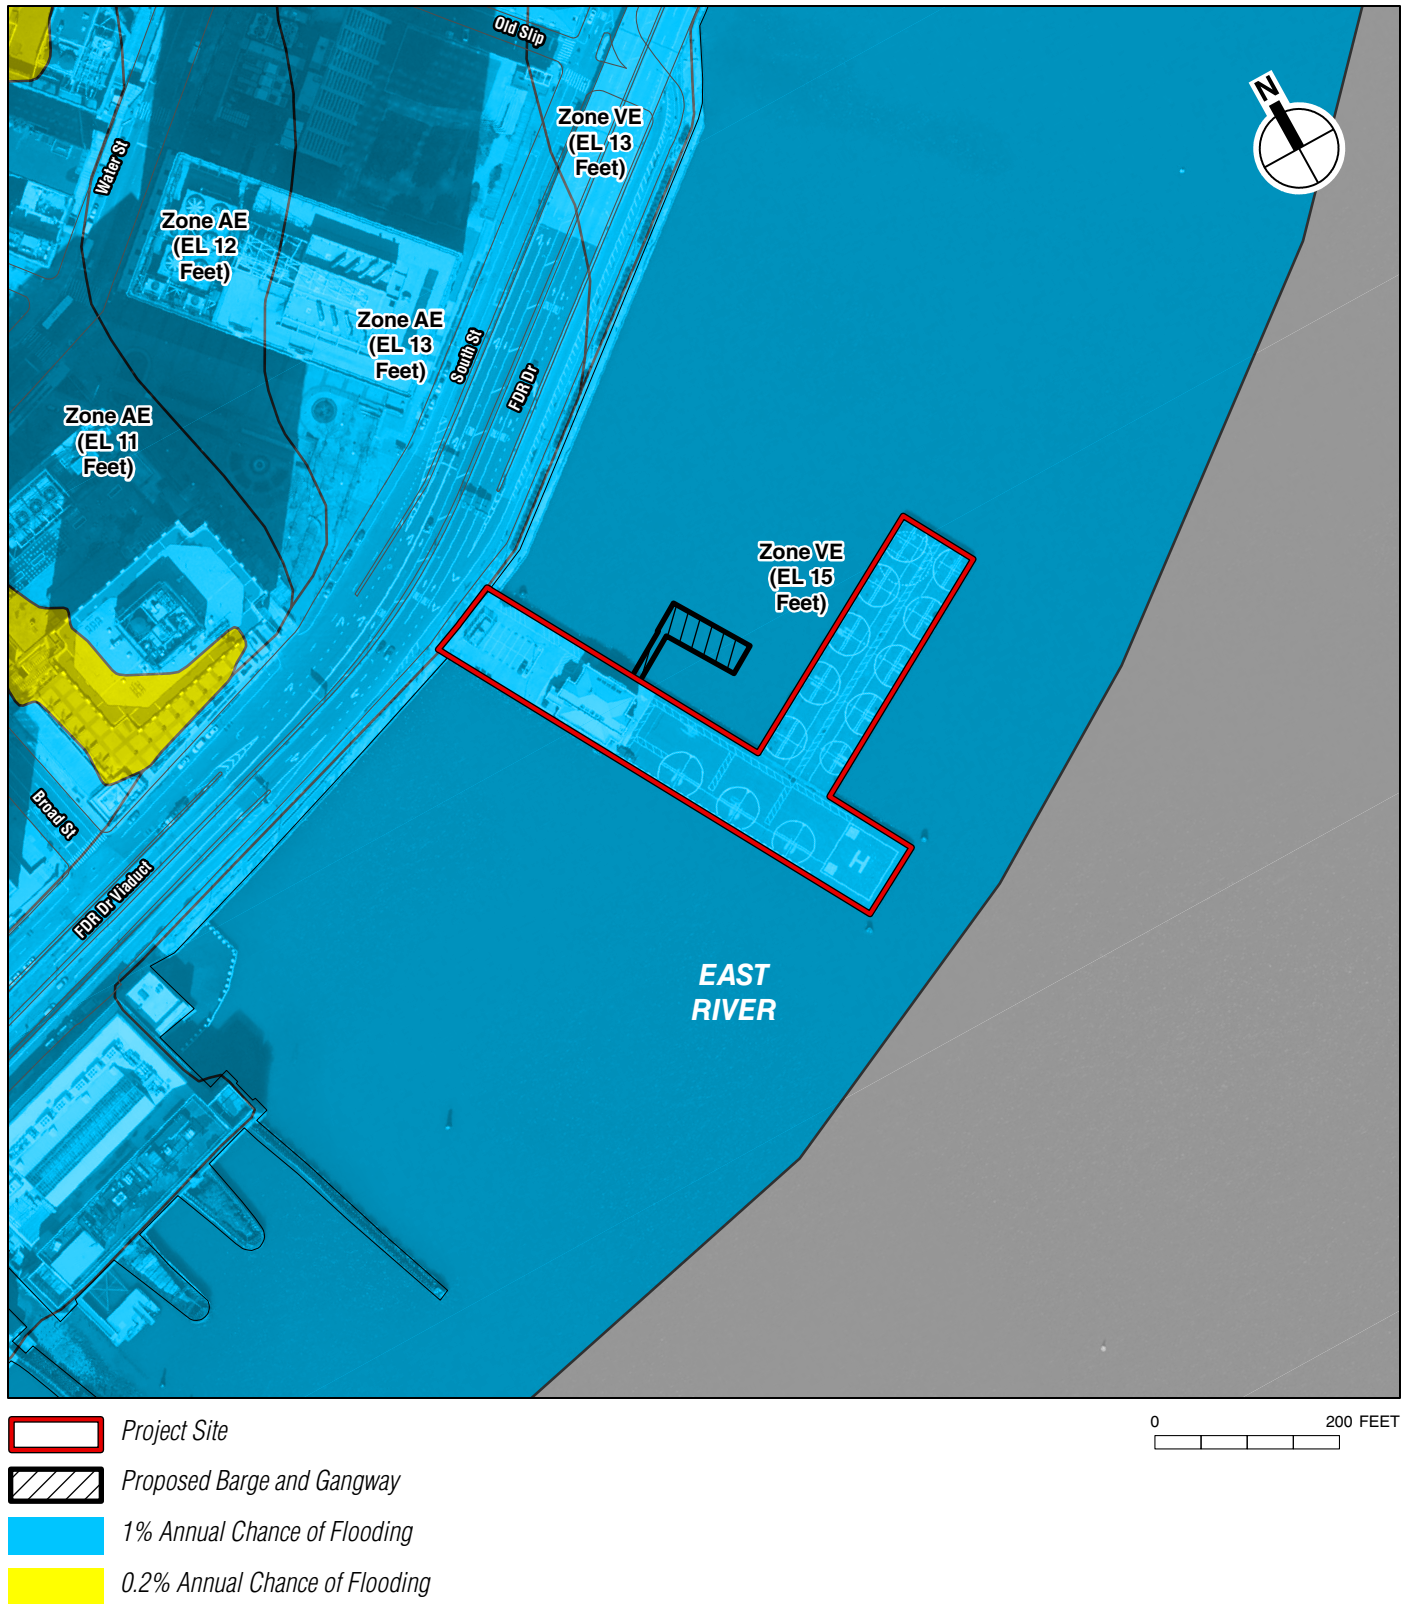 Old Slip
N
Zone VE
(EL 13
Feet)
Water St
Zone AE
(EL 12
Feet)
Zone AE
(EL 13
Feet)
South St
FDR Dr
Zone AE
(EL 11
Feet)
Zone VE
(EL 15
Feet)
Broad St
H
FDR Dr Viaduct
EAST
RIVER
Project Site
0 200 FEET
Proposed Barge and Gangway
1% Annual Chance of Flooding
0.2% Annual Chance of Flooding